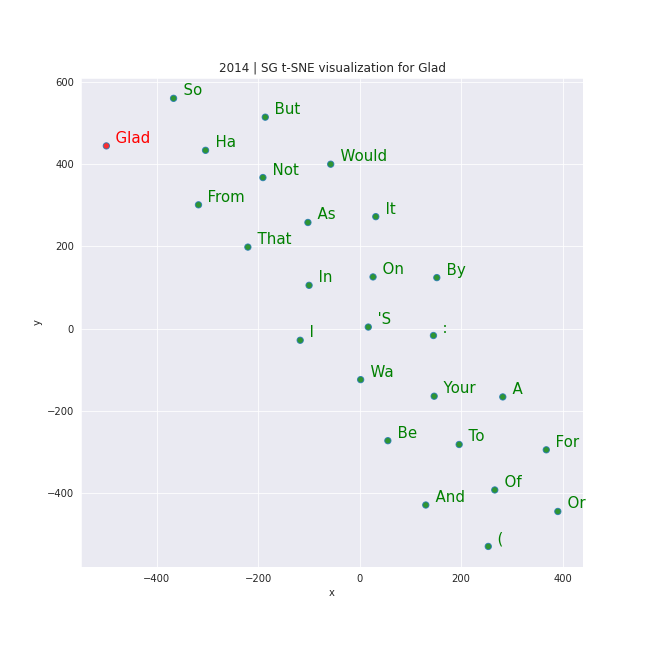 2014 | SG t-SNE visualization for Glad
600
So
But
Glad
Ha
Would
400
Not
From
It
As
That
200
On
By
In
'S
:
I
0
y
Wa
Your
A
−200
Be
To
For
Of
−400
And
Or
(
−400
−200
0
200
400
x